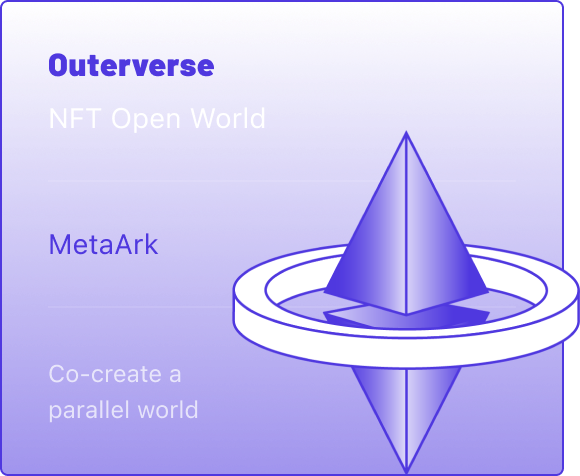 Outerverse
NFT Open World
MetaArk
Co-create a
parallel world